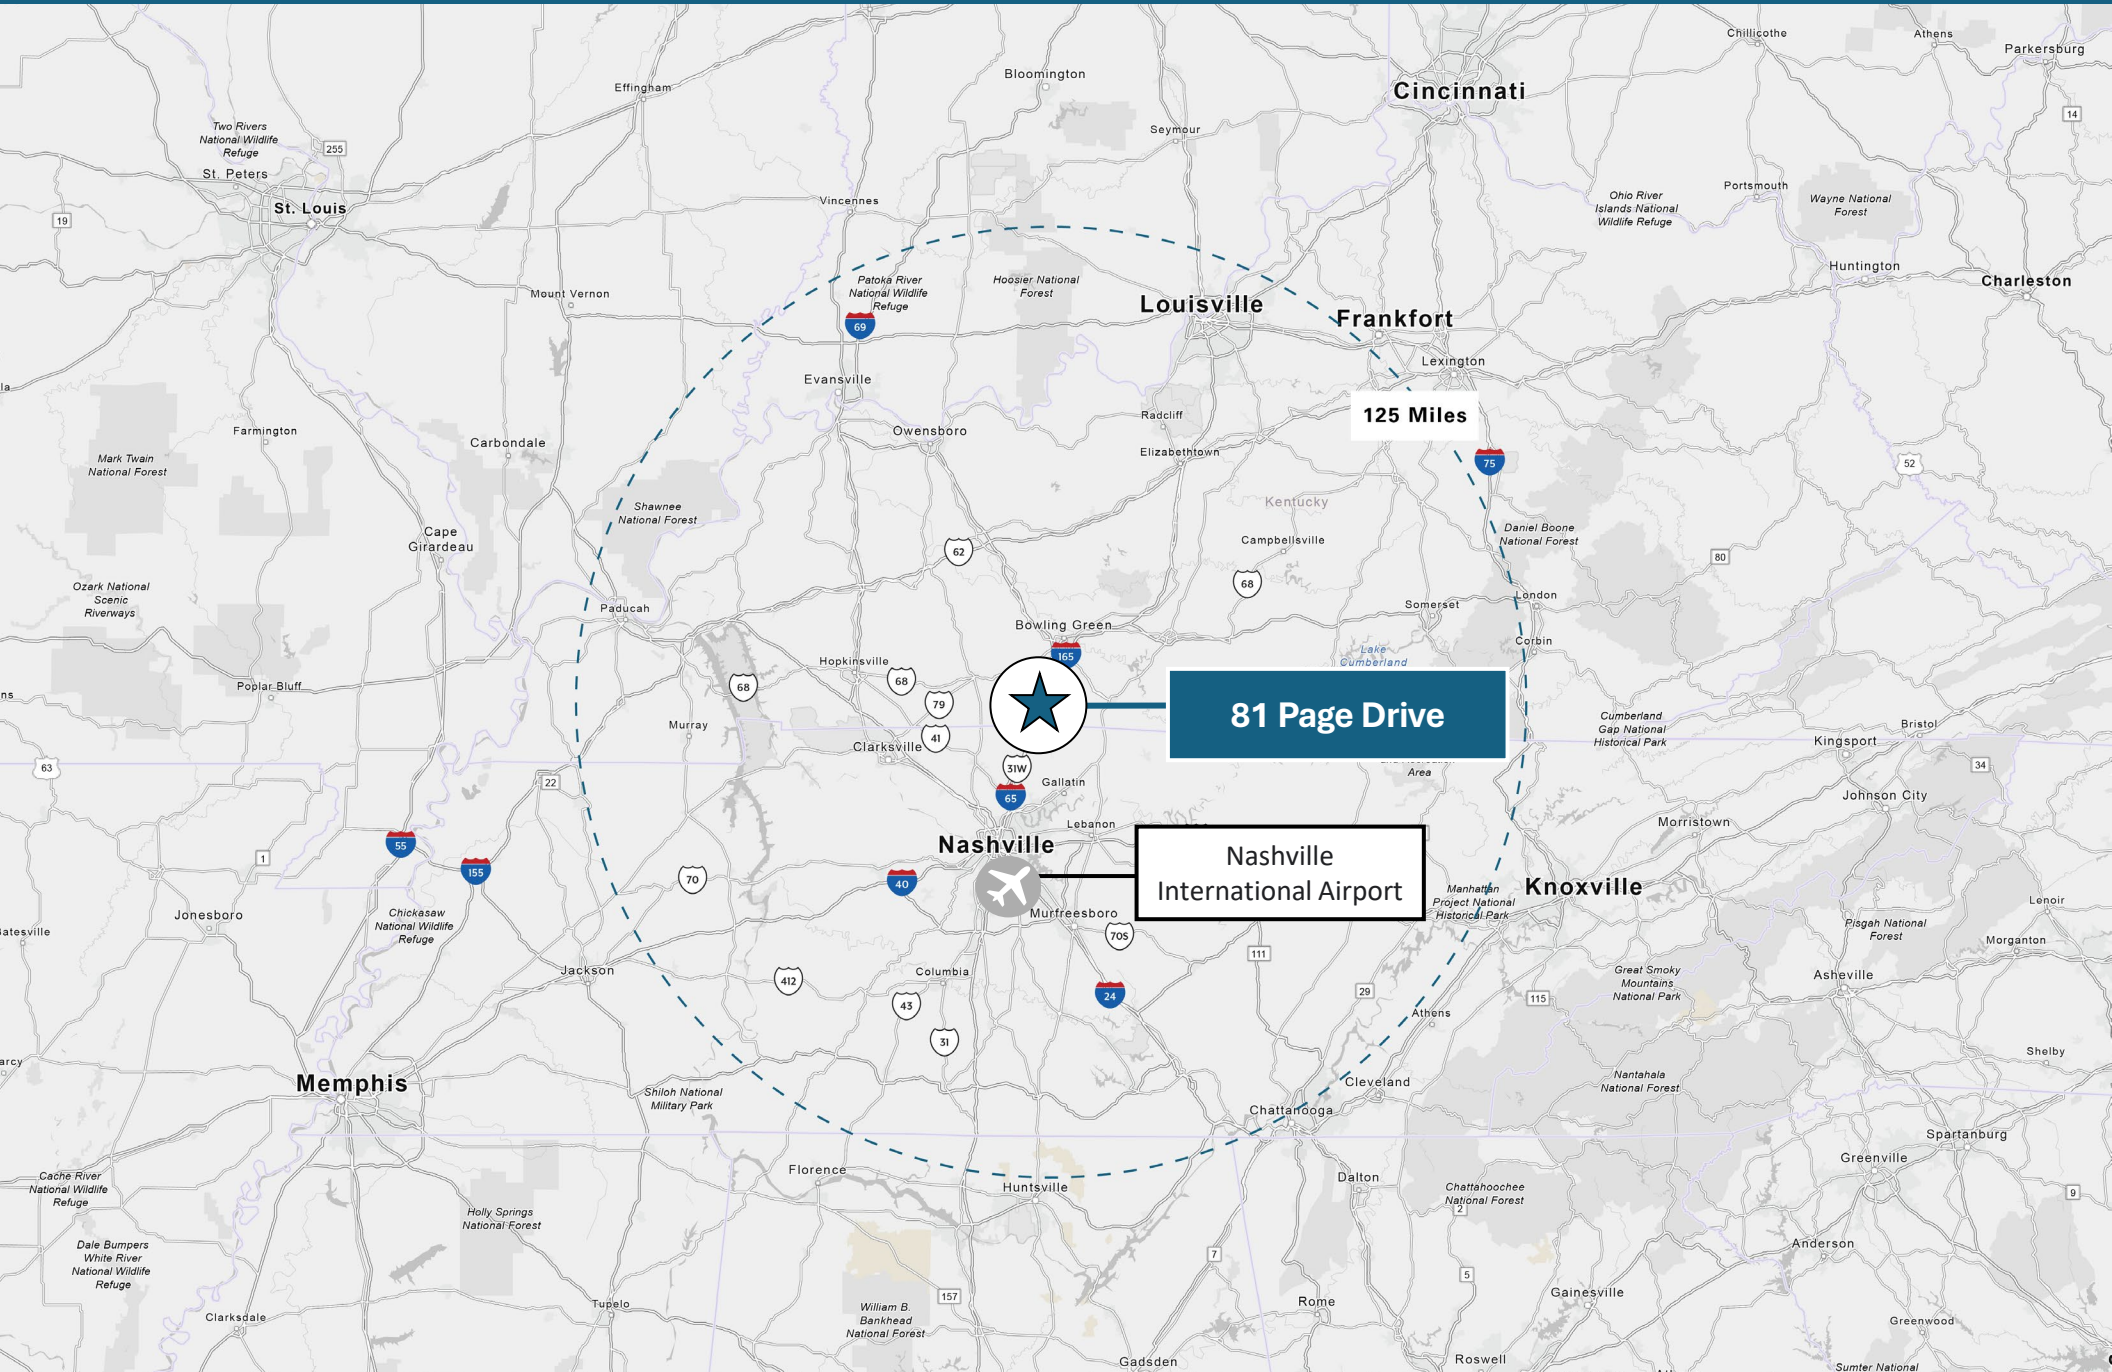 Chillicothe
Athens
Parkersburg
Bloomington
Effingham
Cincinnati
14
Seymour
Two Rivers
National Wildlife
Refuge
255
St. Peters
St. Louis
19
Vincennes
Ohio River
Islands National
Wildlife Refuge
Portsmouth
Wayne National
Forest
Huntington
Charleston
Mount Vernon
Patoka River
National Wildlife
Refuge
Hoosier National
Forest
69
Louisville
Frankfort
Lexington
Evansville
125 Miles
Radcliff
Farmington
Carbondale
Owensboro
Elizabethtown
75
52
Mark Twain
National Forest
Shawnee
National Forest
Kentucky
Cape
Girardeau
Daniel Boone
National Forest
62
Campbellsville
80
68
Ozark National
Scenic
Riverways
Paducah
London
Somerset
Bowling Green
Corbin
165
Lake
Cumberland
Hopkinsville
68
68
Poplar Bluff
79
81 Page Drive
Murray
41
Clarksville
Cumberland
Gap National
Historical Park
Bristol
Kingsport
63
31W
Area
34
22
Gallatin
65
Johnson City
Morristown
Lebanon
55
Nashville
1
155
70
40
Nashville
International Airport
Manhattan
Project National
Historical Park
Knoxville
Jonesboro
Chickasaw
National Wildlife
Refuge
Murfreesboro
Lenoir
70S
Pisgah National
Forest
Morganton
111
Jackson
412
Columbia
Great Smoky
Mountains
National Park
Asheville
43
24
29
115
Athens
31
Shelby
Memphis
Shiloh National
Military Park
Cleveland
Nantahala
National Forest
Chattanooga
Spartanburg
Greenville
Cache River
National Wildlife
Refuge
Florence
Huntsville
Dalton
Chattahoochee
National Forest
2
9
Holly Springs
National Forest
Dale Bumpers
White River
National Wildlife
Refuge
7
Anderson
5
157
Gainesville
Tupelo
Rome
Clarksdale
William B.
Bankhead
National Forest
Greenwood
Gadsden
Roswell
Sumter National